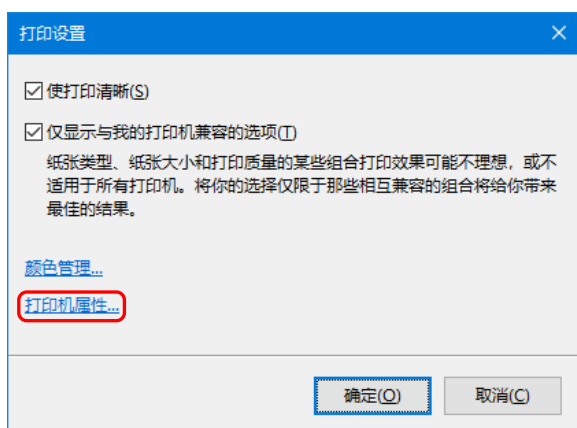 打印设置
使打印清晰(S)
仅显示与我的打印机兼容的选项(T)
纸张类型、纸张大小和打印质量的某些组合打印效果可能不理想，或不
适用于所有打印机。将你的选择仅限于那些相互兼容的组合将给你带来
最佳的结果。
颜色管理...
打印机属性...
确定(O)
取消(C)